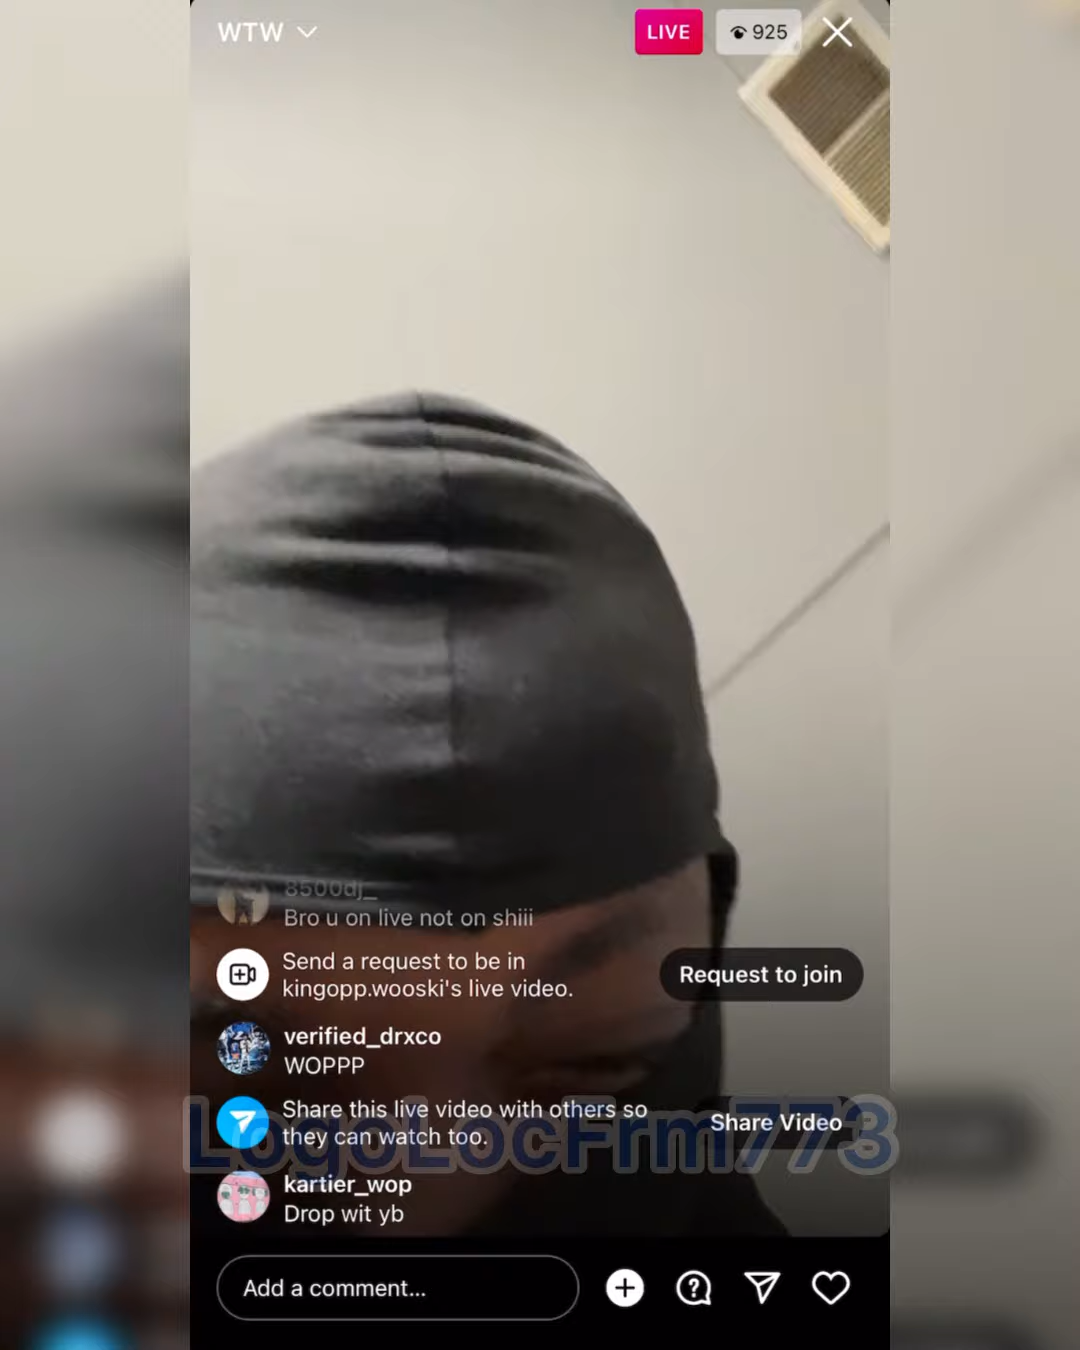 WTW
LIVE
925
8500dj_
Bro u on live not on shiii
Send a request to be in
kingopp.wooski's live video.
Request to join
verified_drxco
WOPPP
Share this live video with others so
they can watch too.
Share Video
LogoLocFrm773
kartier_wop
Drop wit yb
Add a comment...